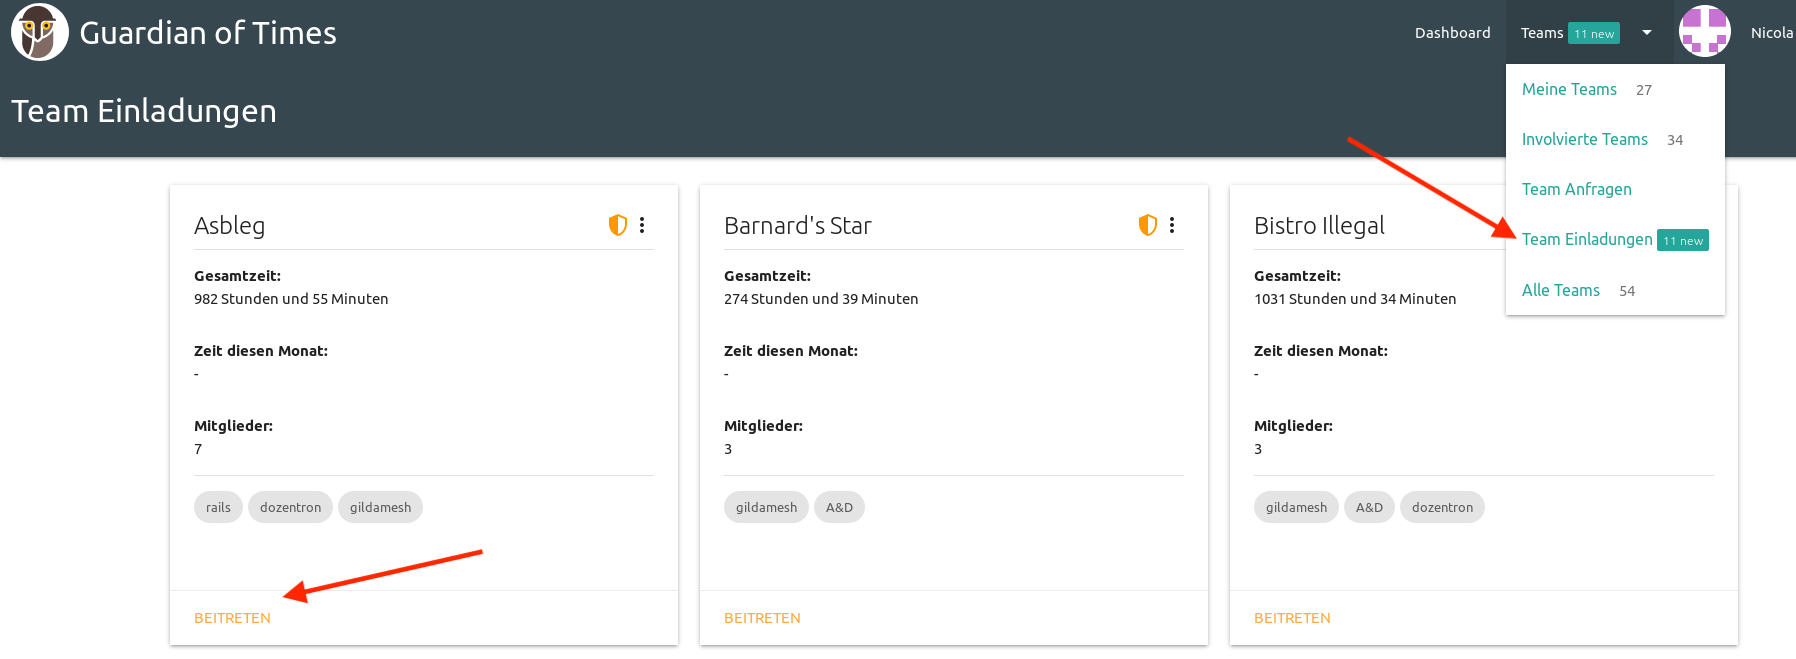 Guardian of Times
Dashboard
Teams 11 new
Nicola
Team Einladungen
Meine Teams 27
Involvierte Teams 34
Team Anfragen
Team Einladungen 11 new
Alle Teams 54
Asbleg
Gesamtzeit:
982 Stunden und 55 Minuten
Zeit diesen Monat:
-
Mitglieder:
7
rails dozentron gildamesh
BEITRETEN
Barnard's Star
Gesamtzeit:
274 Stunden und 39 Minuten
Zeit diesen Monat:
-
Mitglieder:
3
gildamesh A&D
BEITRETEN
Bistro Illegal
Gesamtzeit:
1031 Stunden und 34 Minuten
Zeit diesen Monat:
-
Mitglieder:
3
gildamesh A&D dozentron
BEITRETEN